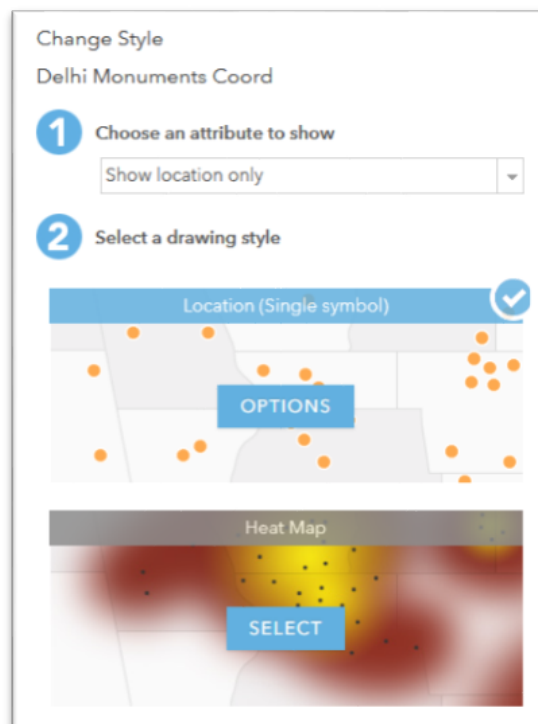 Change Style
Delhi Monuments Coord
1 Choose an attribute to show
Show location only
2 Select a drawing style
Location (Single symbol)
OPTIONS
Heat Map
SELECT